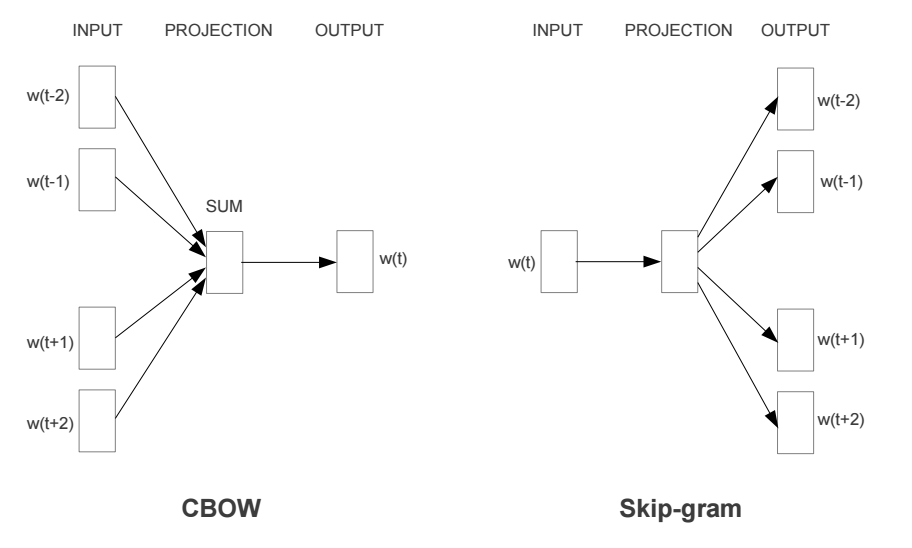 INPUT PROJECTION OUTPUT
w(t-2)
w(t-1)
SUM
w(t)
w(t+1)
w(t+2)
CBOW
INPUT PROJECTION OUTPUT
w(t-2)
w(t-1)
w(t)
w(t+1)
w(t+2)
Skip-gram